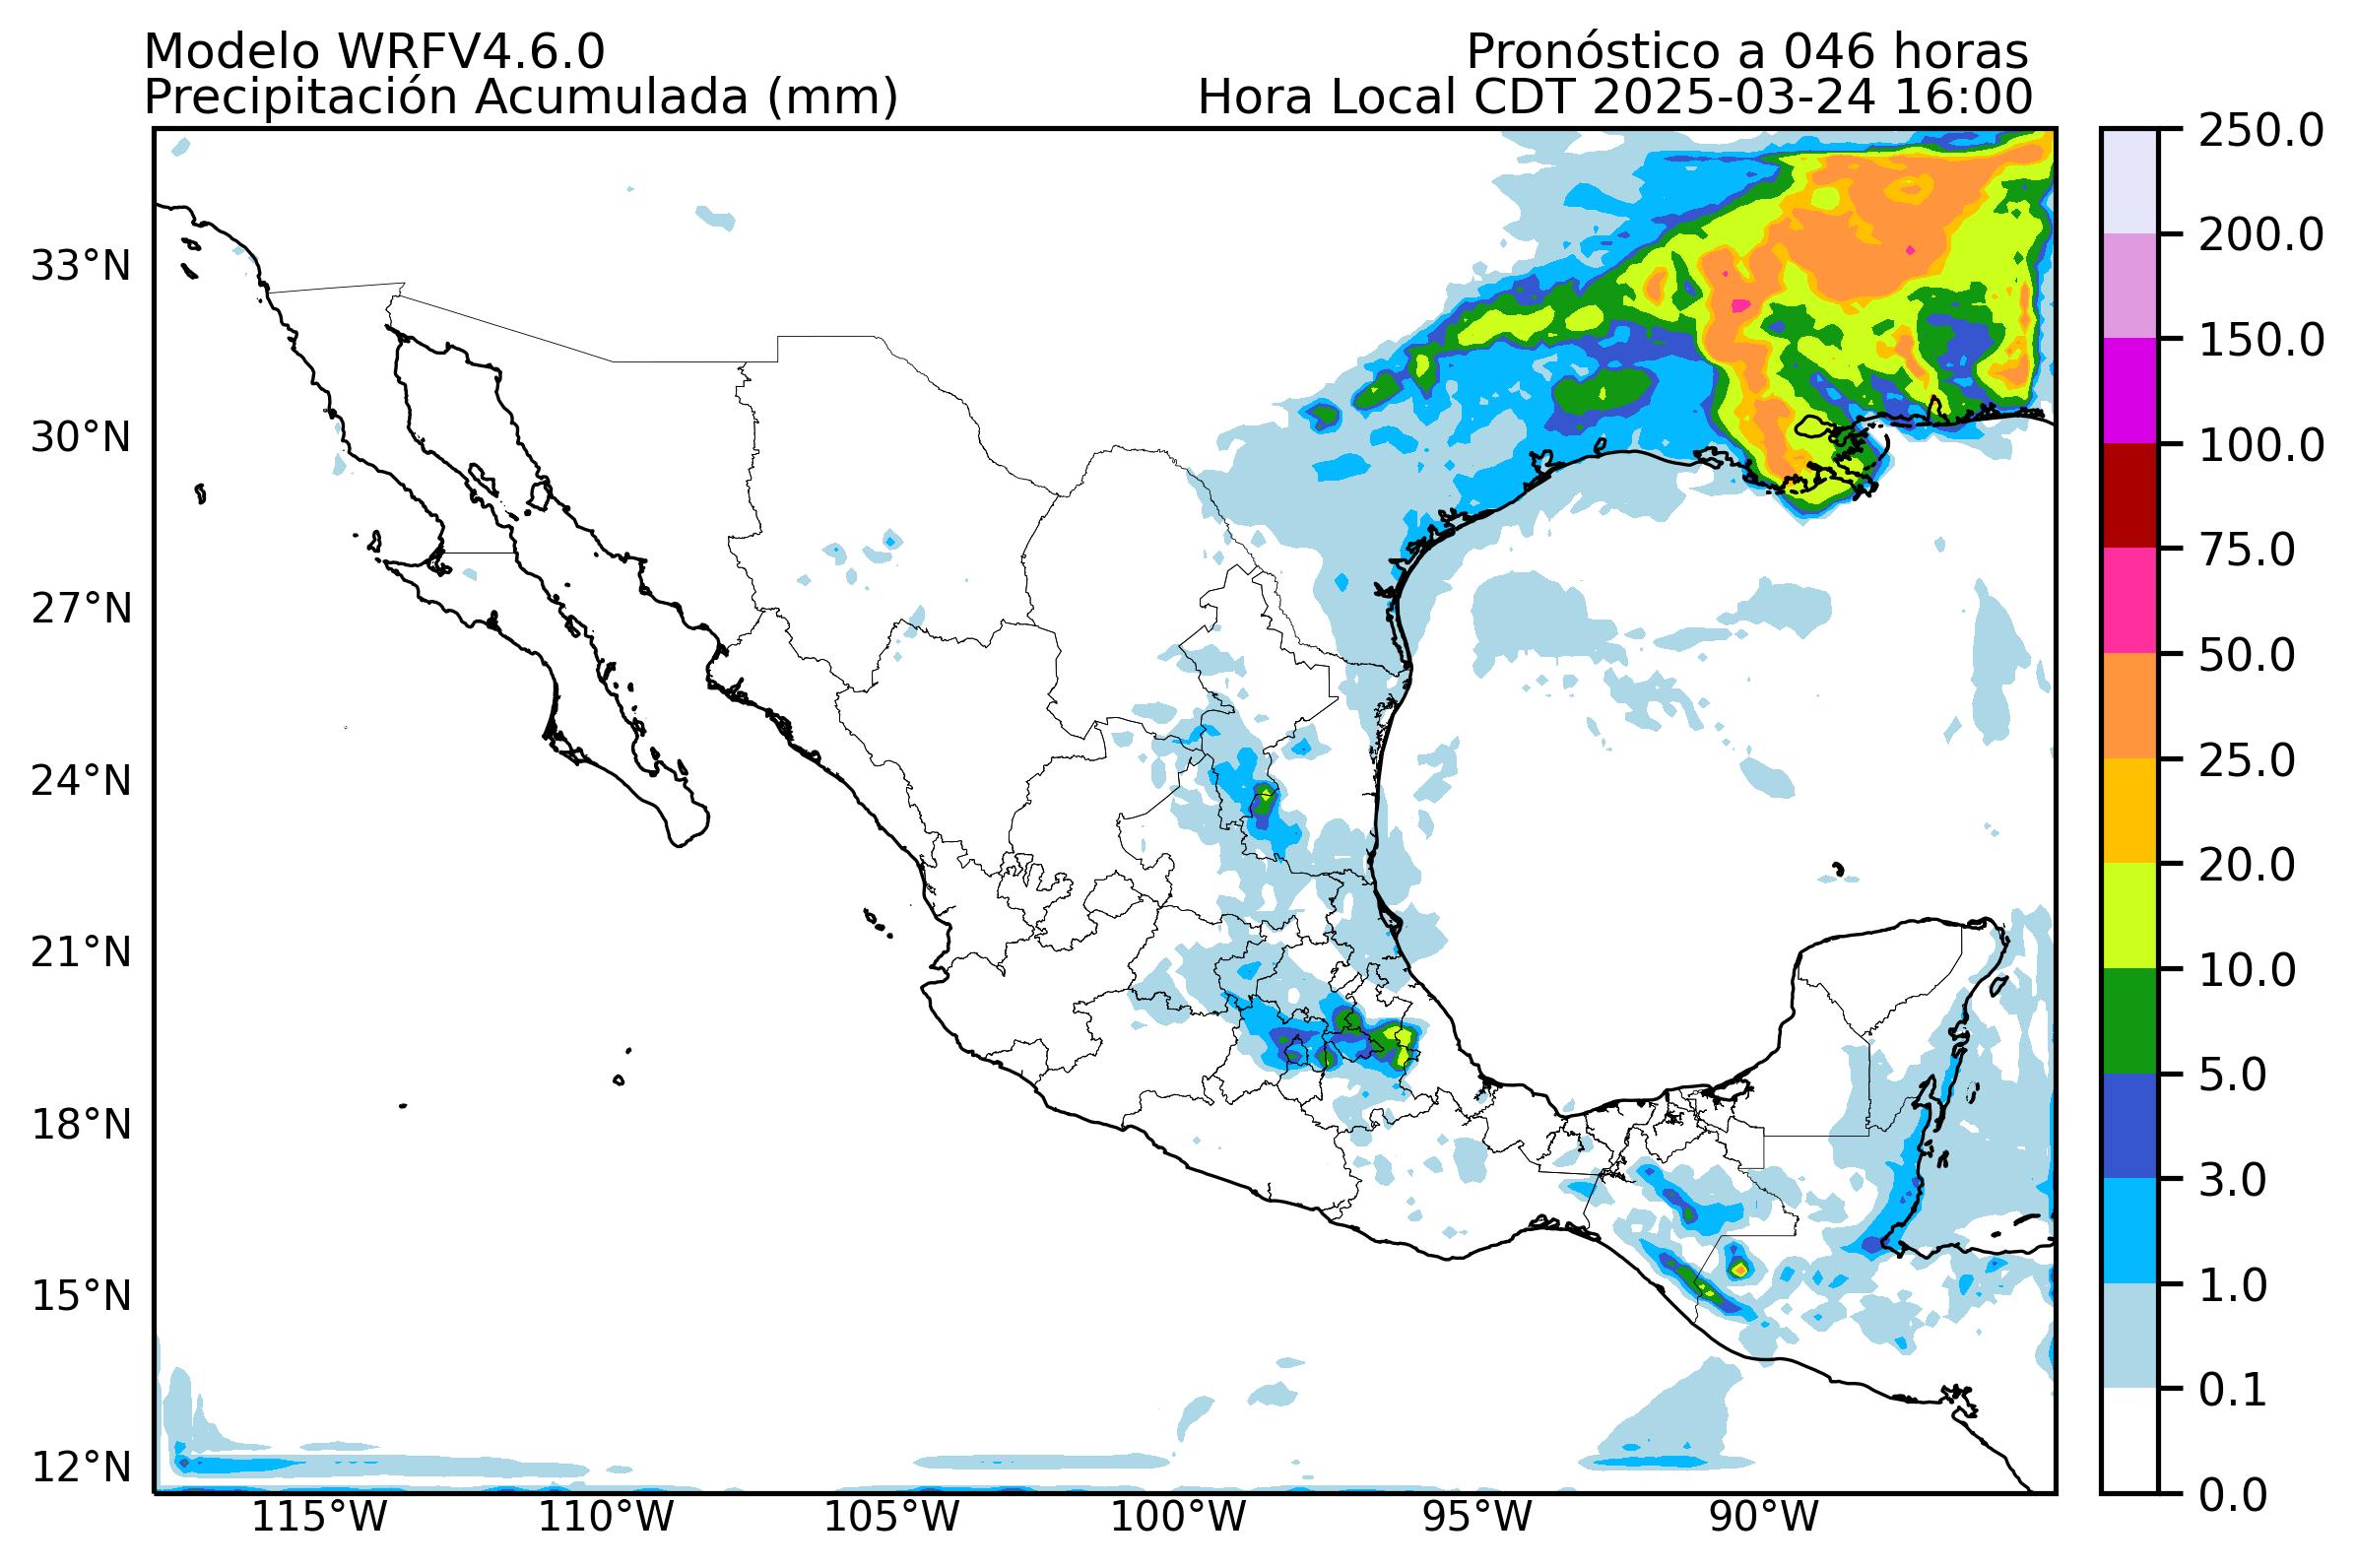 Modelo WRFV4.6.0
Pronóstico a 046 horas
Precipitación Acumulada (mm)
Hora Local CDT 2025-03-24 16:00
250.0
200.0
150.0
100.0
75.0
50.0
25.0
20.0
10.0
5.0
3.0
1.0
0.1
0.0
33°N
30°N
27°N
24°N
21°N
18°N
15°N
12°N
115°W
110°W
105°W
100°W
95°W
90°W